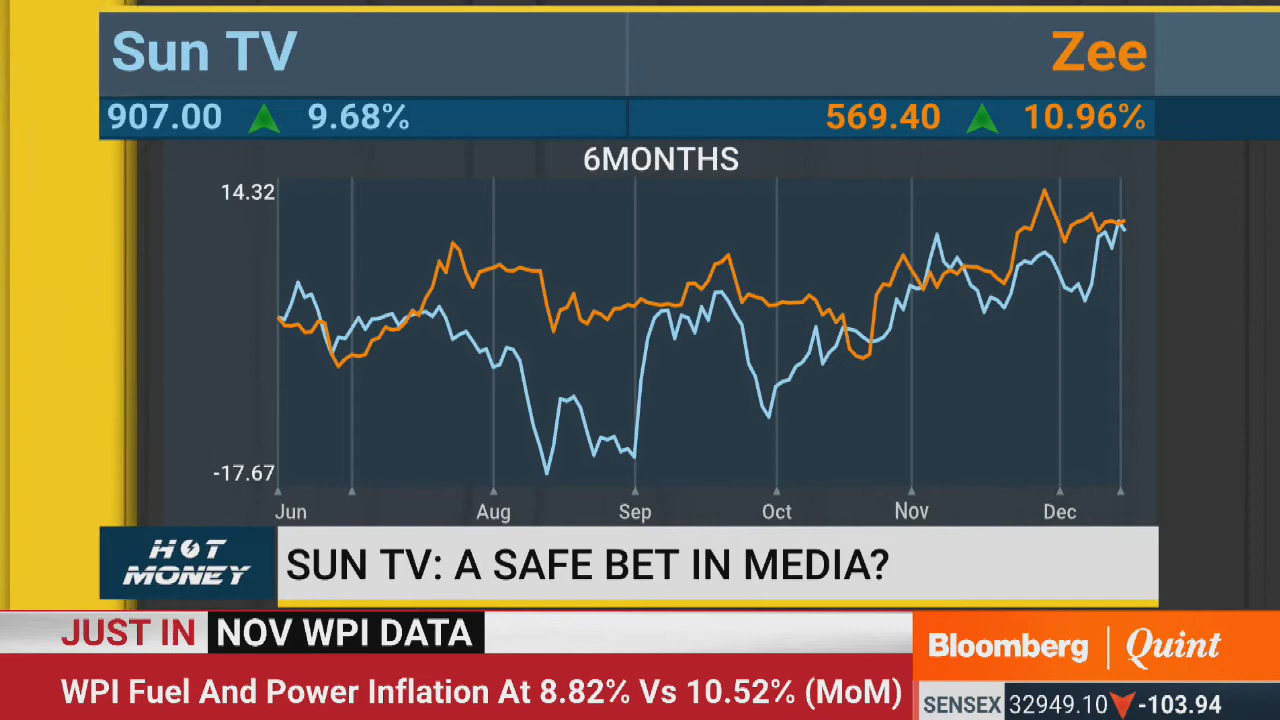 Sun TV
Zee
907.00 9.68%
569.40 10.96%
6MONTHS
14.32
-17.67
Jun Aug Sep Oct Nov Dec
HOT MONEY
SUN TV: A SAFE BET IN MEDIA?
JUST IN NOV WPI DATA
WPI Fuel And Power Inflation At 8.82% Vs 10.52% (MoM)
Bloomberg | Quint
SENSEX 32949.10 -103.94